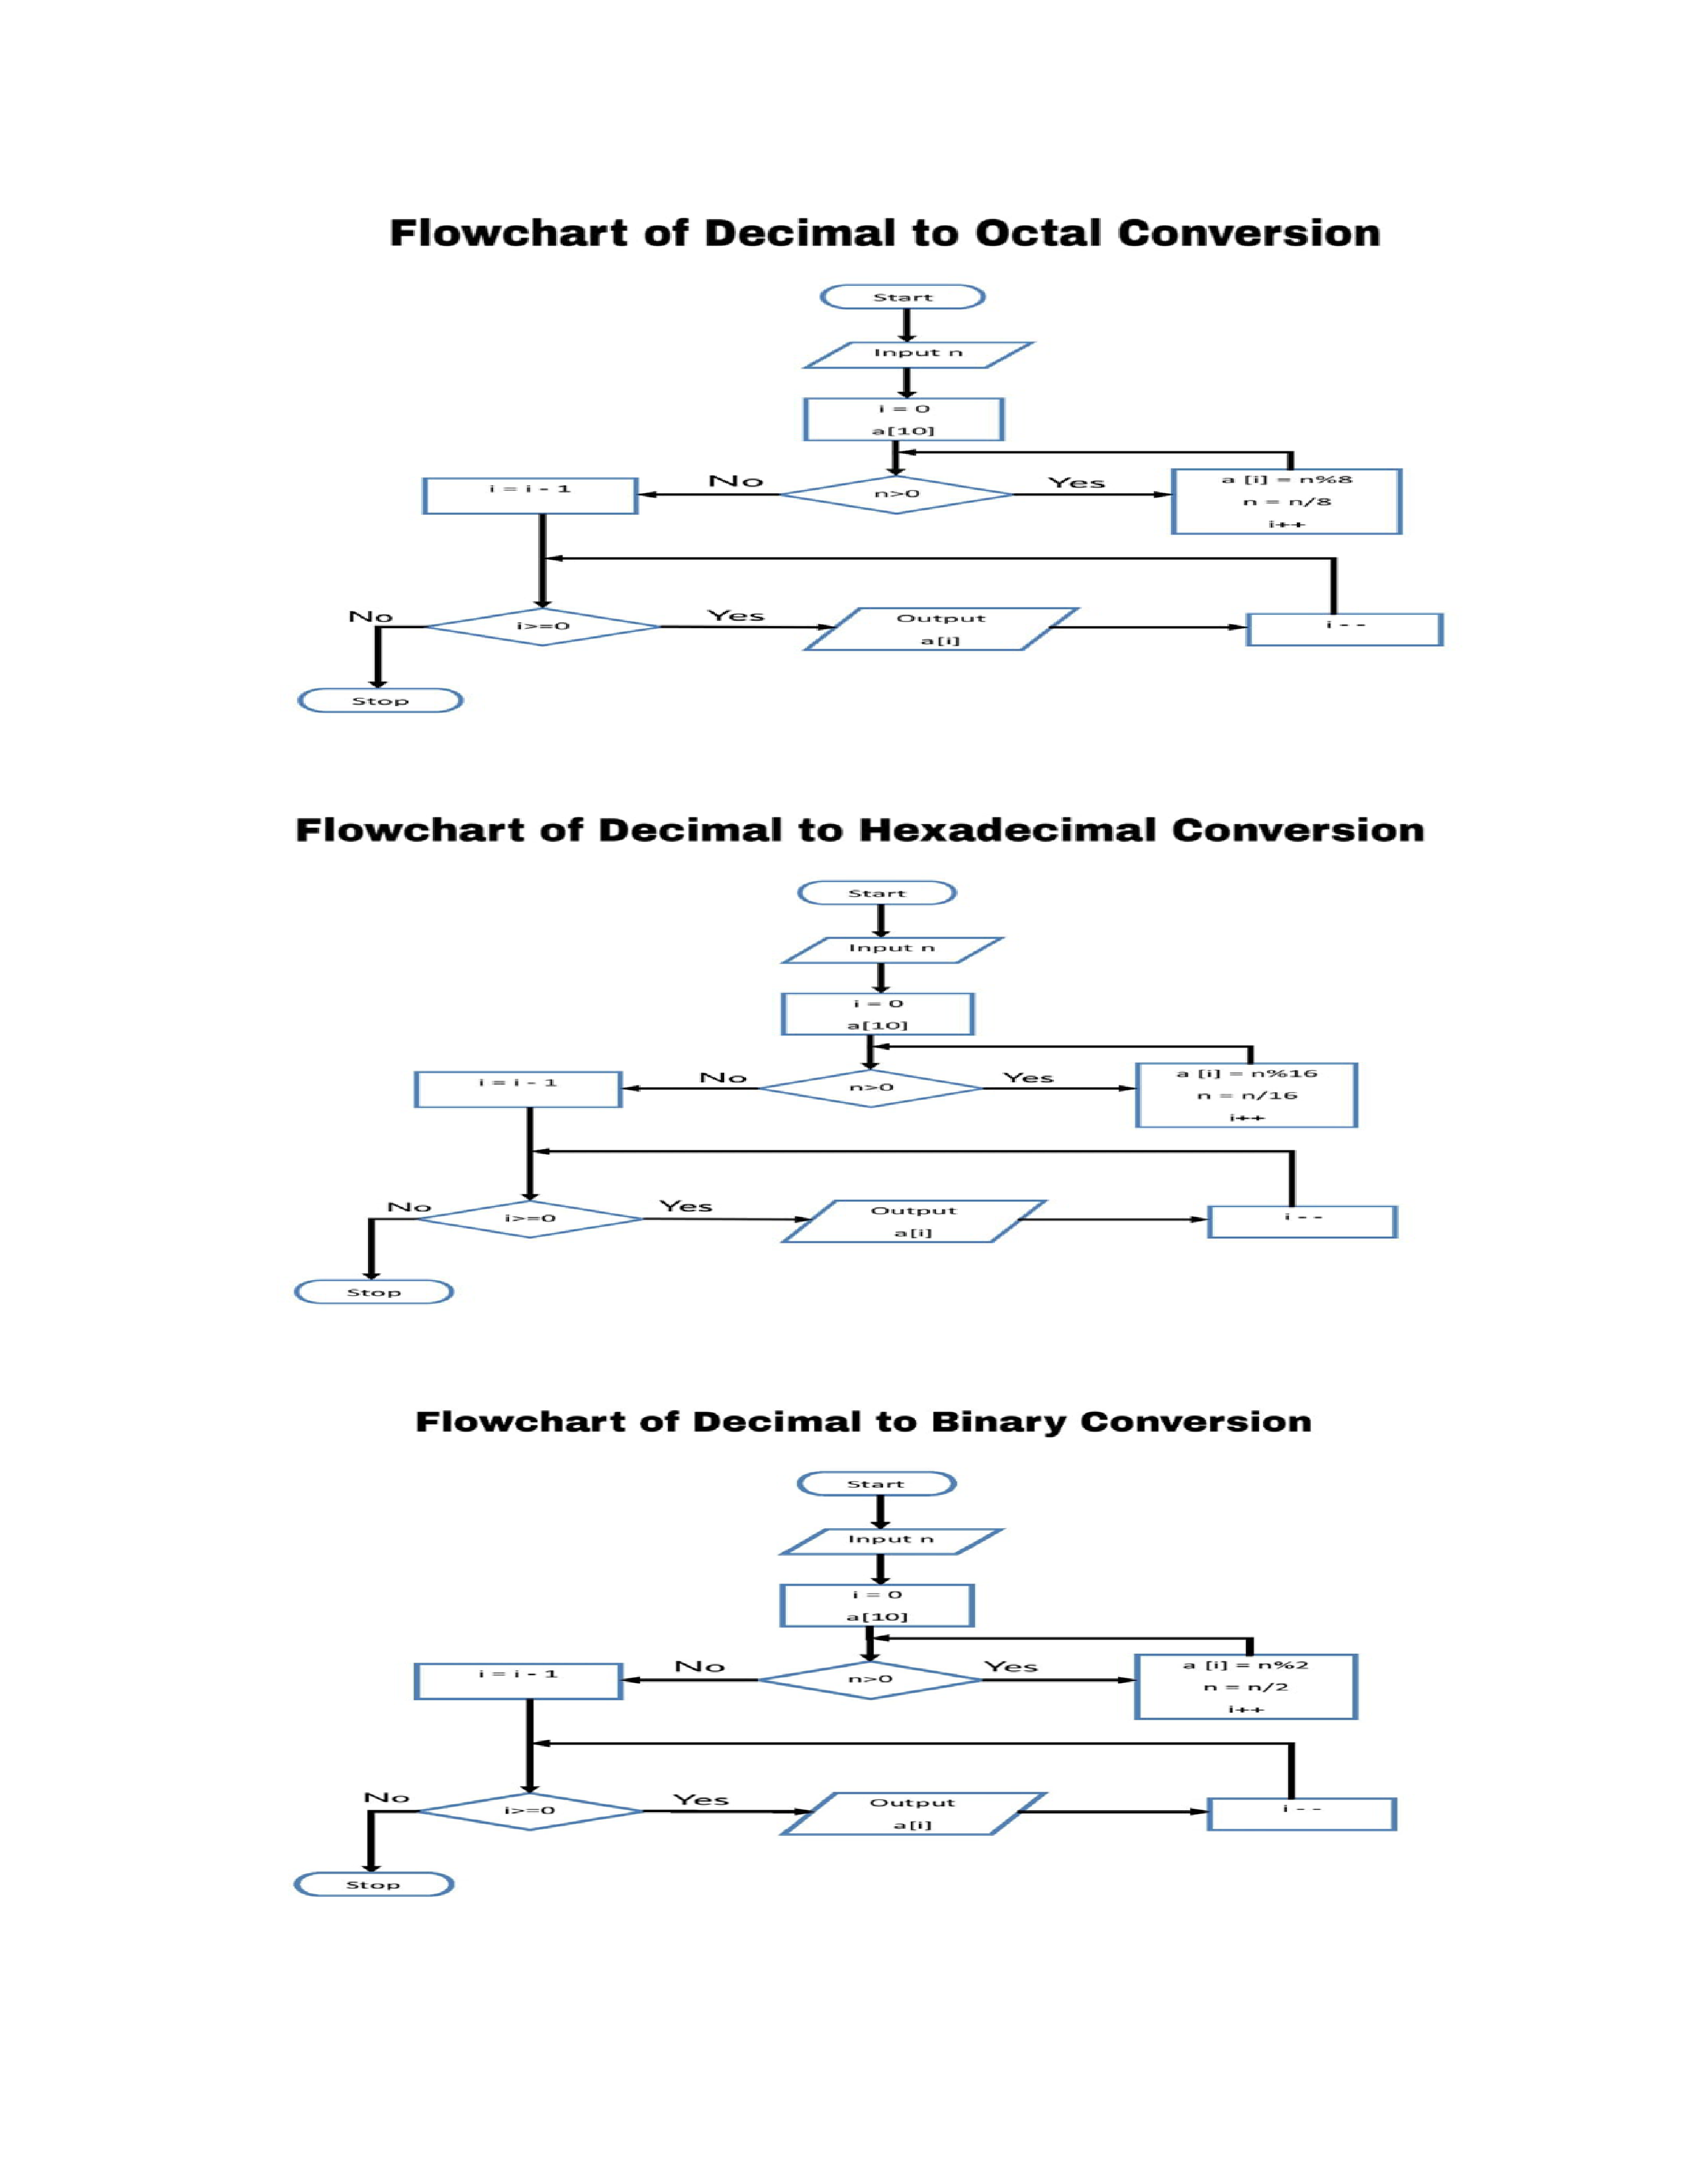 Flowchart of Decimal to Octal Conversion
Start
Input n
i = 0
a[10]
i = i - 1
No
n>0
Yes
a [i] = n%8
n = n/8
i++
No
i>=0
Yes
Output
a[i]
i - -
Stop
Flowchart of Decimal to Hexadecimal Conversion
Start
Input n
i = 0
a[10]
i = i - 1
No
n>0
Yes
a [i] = n%16
n = n/16
i++
No
i>=0
Yes
Output
a[i]
i - -
Stop
Flowchart of Decimal to Binary Conversion
Start
Input n
i = 0
a[10]
i = i - 1
No
n>0
Yes
a [i] = n%2
n = n/2
i++
No
i>=0
Yes
Output
a[i]
i - -
Stop